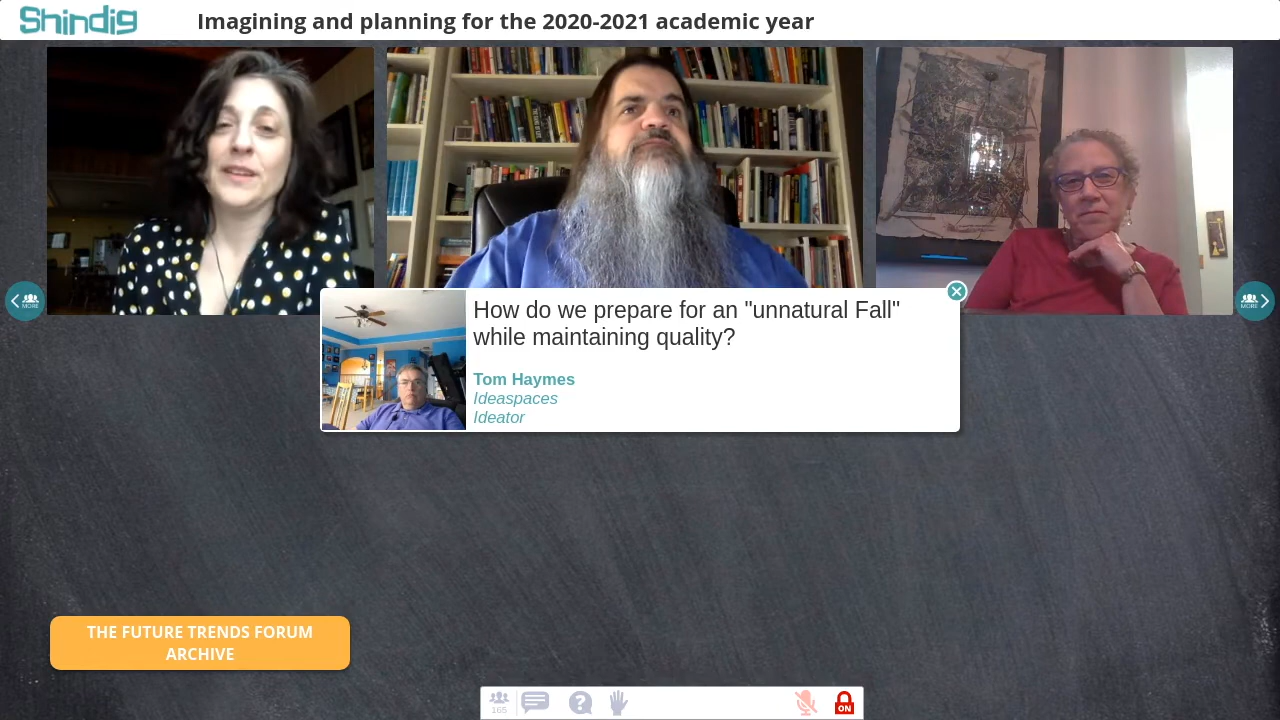 Shindig
Imagining and planning for the 2020-2021 academic year
MORE
MORE
How do we prepare for an "unnatural Fall"
while maintaining quality?
Tom Haymes
Ideaspaces
Ideator
THE FUTURE TRENDS FORUM
ARCHIVE
165
?
ON